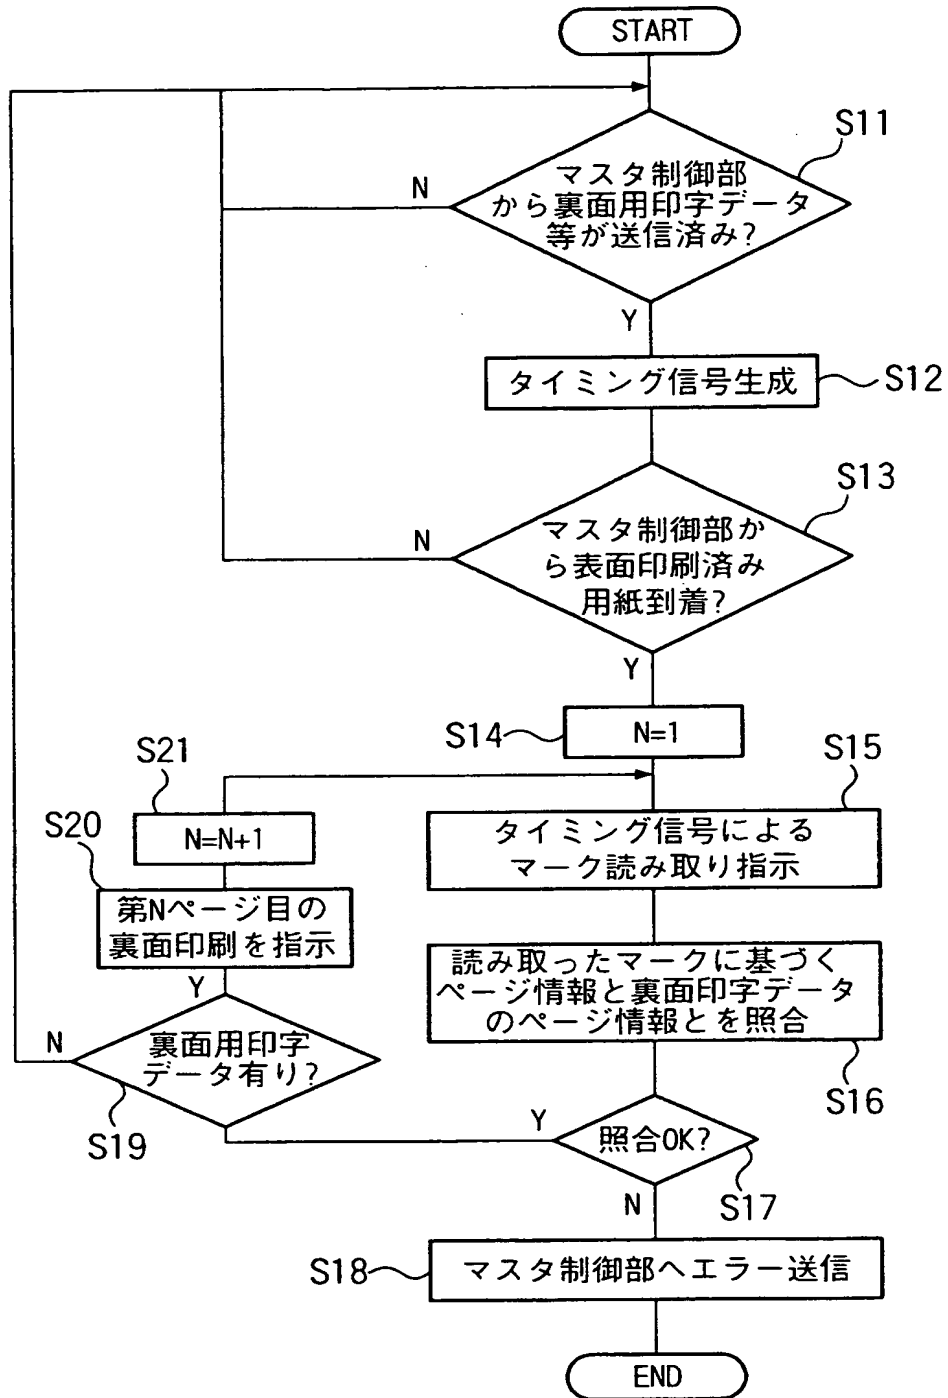 START
S11
マスタ制御部
から裏面用印字データ
等が送信済み?
N
Y
タイミング信号生成
S12
S13
マスタ制御部か
ら表面印刷済み
用紙到着?
N
Y
S14
N=1
S15
タイミング信号による
マーク読み取り指示
S21
N=N+1
S20
第Nページ目の
裏面印刷を指示
読み取ったマークに基づく
ページ情報と裏面印字データ
のページ情報とを照合
S16
Y
N
裏面用印字
データ有り?
S19
Y
照合OK?
S17
N
S18
マスタ制御部へエラー送信
END